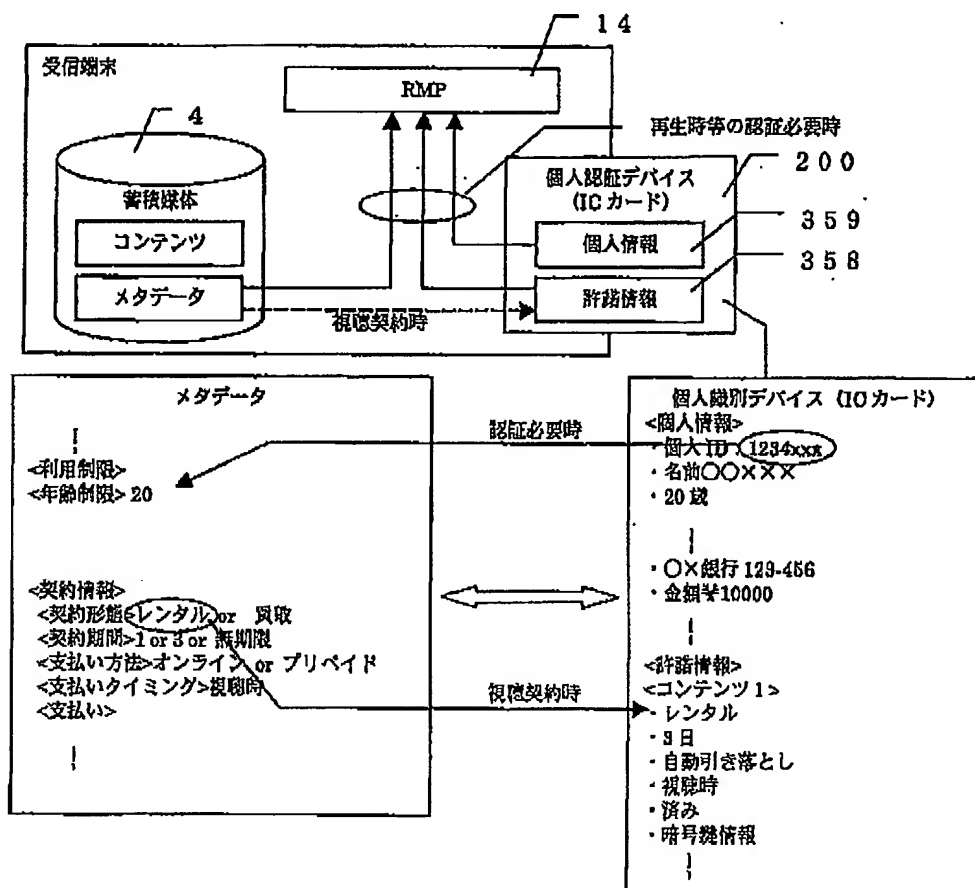 14
受信端末
RMP
4
再生時等の認証必要時
蓄積媒体
コンテンツ
メタデータ
視聴契約時
個人認証デバイス
(ICカード)
200
個人情報
359
許諾情報
358
メタデータ
<利用制限>
<年齢制限> 20
<契約情報>
<契約形態>レンタル or 買取
<契約期間>1 or 3 or 無期限
<支払い方法>オンライン or プリペイド
<支払いタイミング>視聴時
<支払い>
認証必要時
視聴契約時
個人識別デバイス (ICカード)
<個人情報>
・個人ID:1234xxx
・名前〇〇×××
・20歳
・〇×銀行 123-456
・金額¥10000
<許諾情報>
<コンテンツ1>
・レンタル
・3日
・自動引き落とし
・視聴時
・済み
・暗号鍵情報